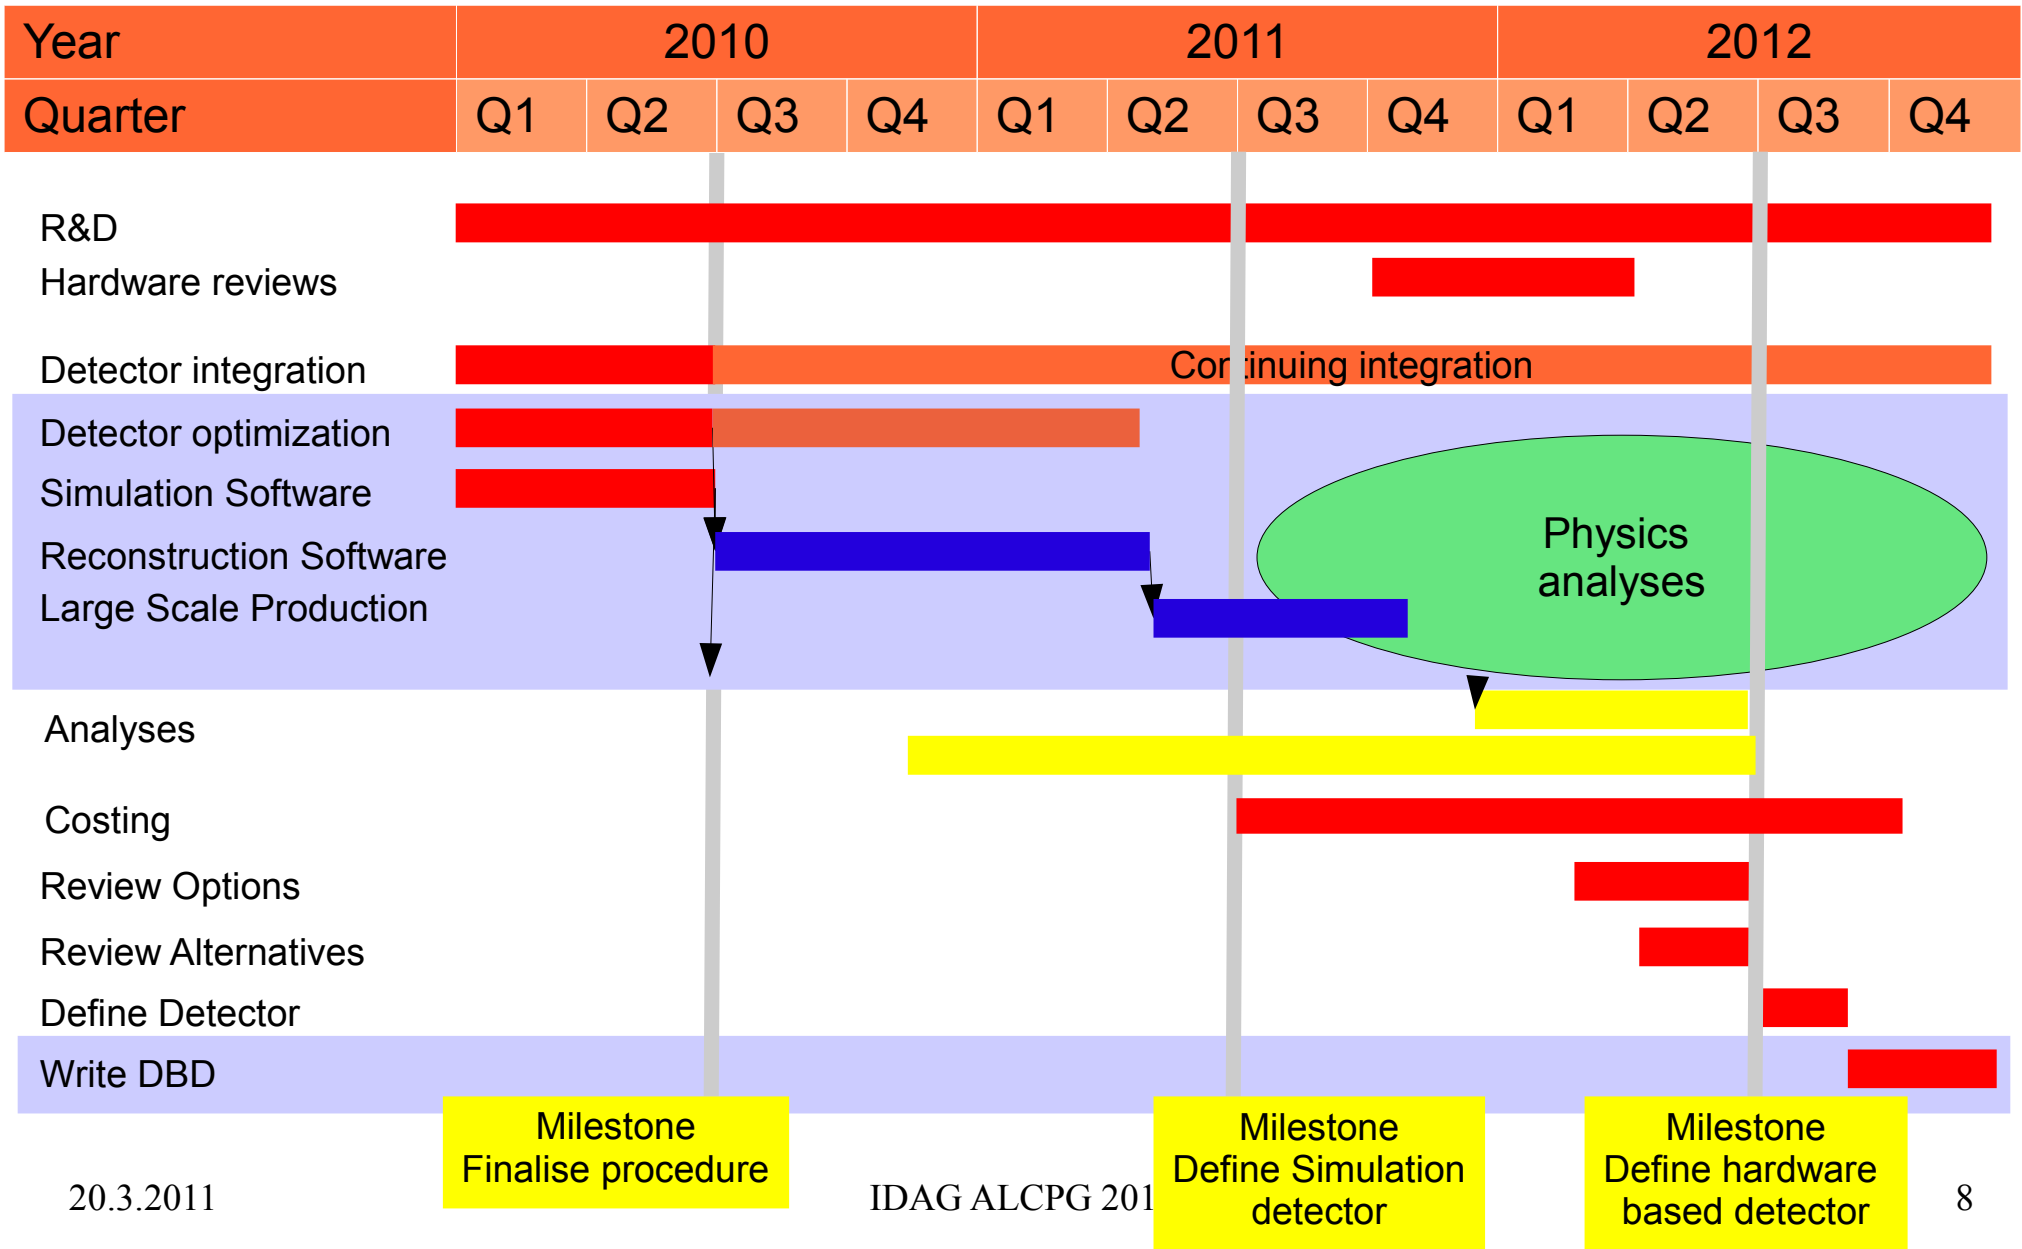 Year 2010 2011 2012
Quarter Q1 Q2 Q3 Q4 Q1 Q2 Q3 Q4 Q1 Q2 Q3 Q4
R&D
Hardware reviews
Detector integration
Continuing integration
Detector optimization
Simulation Software
Reconstruction Software
Large Scale Production
Physics
analyses
Analyses
Costing
Review Options
Review Alternatives
Define Detector
Write DBD
Milestone
Finalise procedure
Milestone
Define Simulation
detector
Milestone
Define hardware
based detector
20.3.2011
IDAG ALCPG 201
8